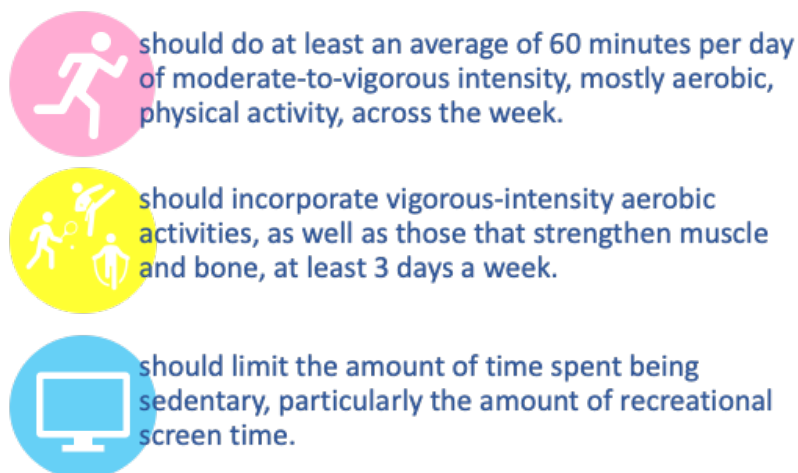 should do at least an average of 60 minutes per day
of moderate-to-vigorous intensity, mostly aerobic,
physical activity, across the week.
should incorporate vigorous-intensity aerobic
activities, as well as those that strengthen muscle
and bone, at least 3 days a week.
should limit the amount of time spent being
sedentary, particularly the amount of recreational
screen time.